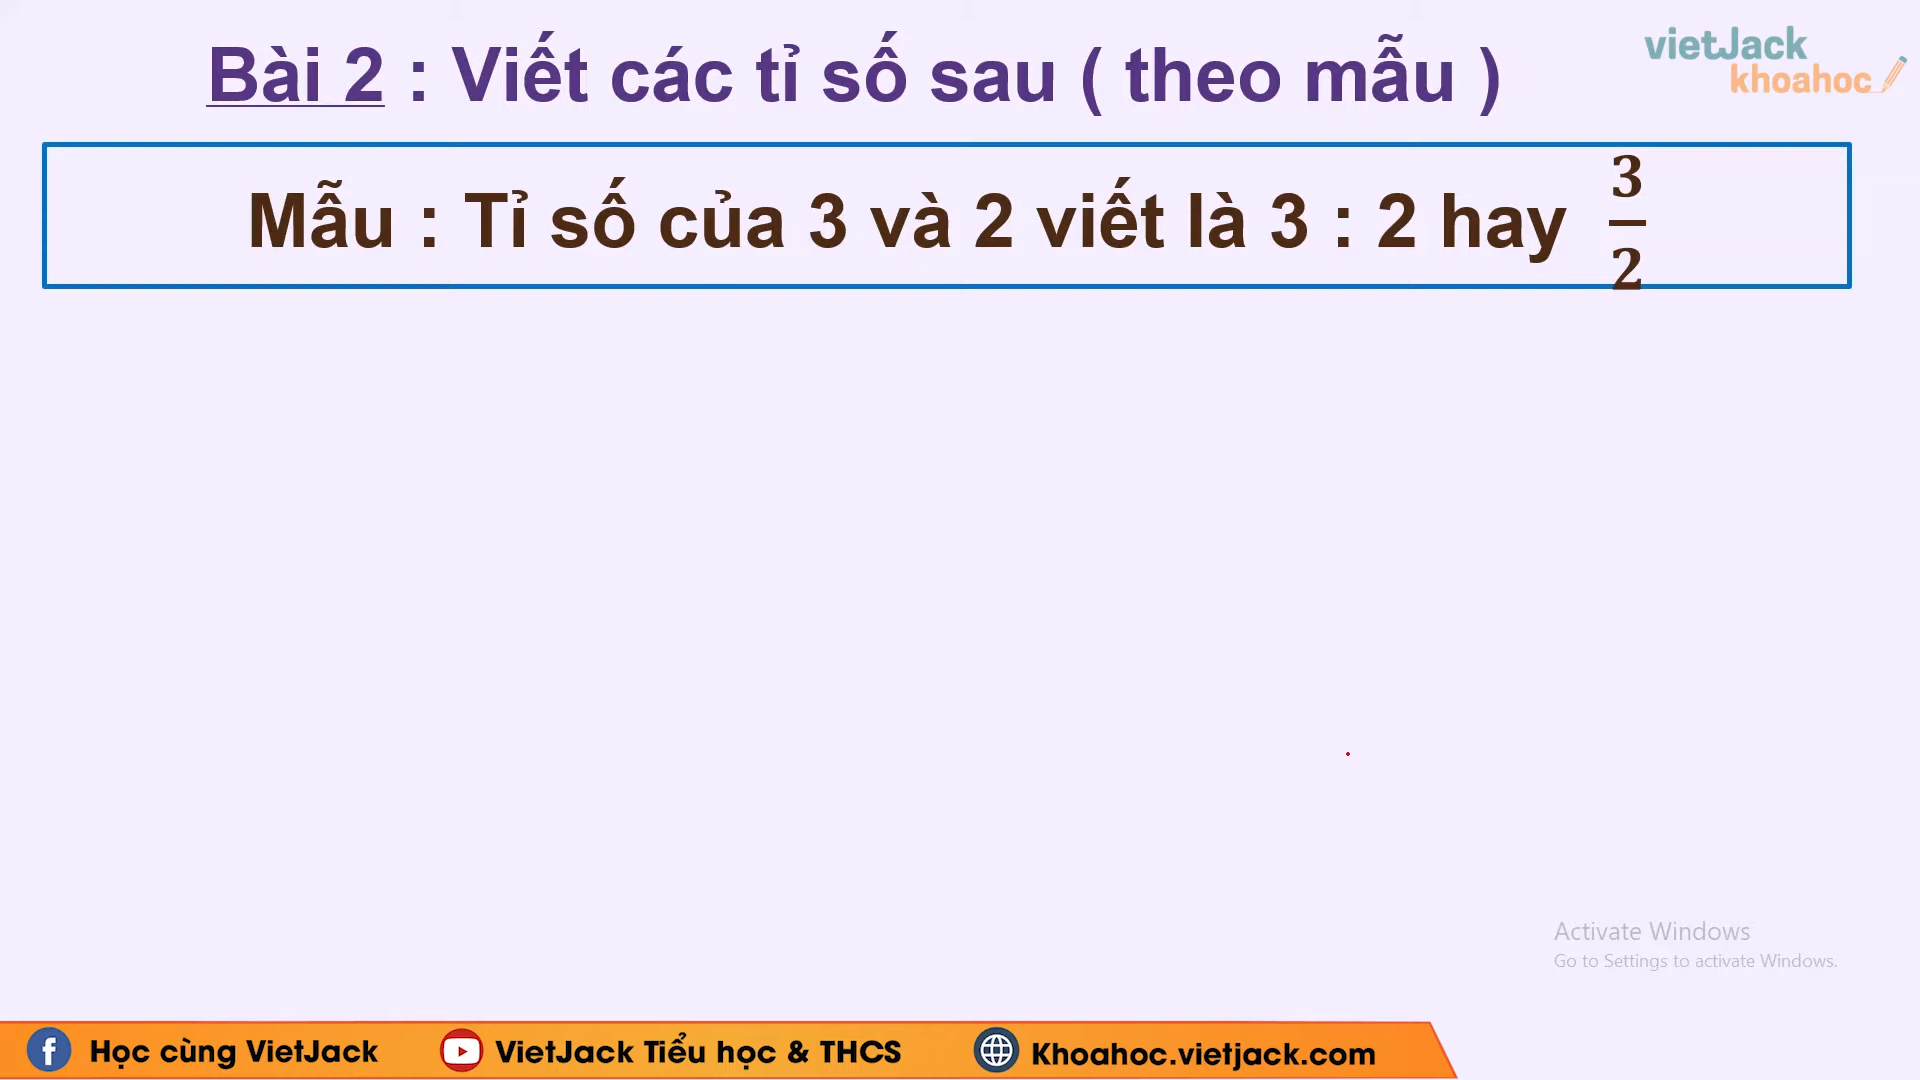 Bài 2 : Viết các tỉ số sau ( theo mẫu )
vietJack
khoahoc
Mẫu : Tỉ số của 3 và 2 viết là 3 : 2 hay 3/2
Activate Windows
Go to Settings to activate Windows.
Học cùng VietJack
VietJack Tiểu học & THCS
Khoahoc.vietjack.com